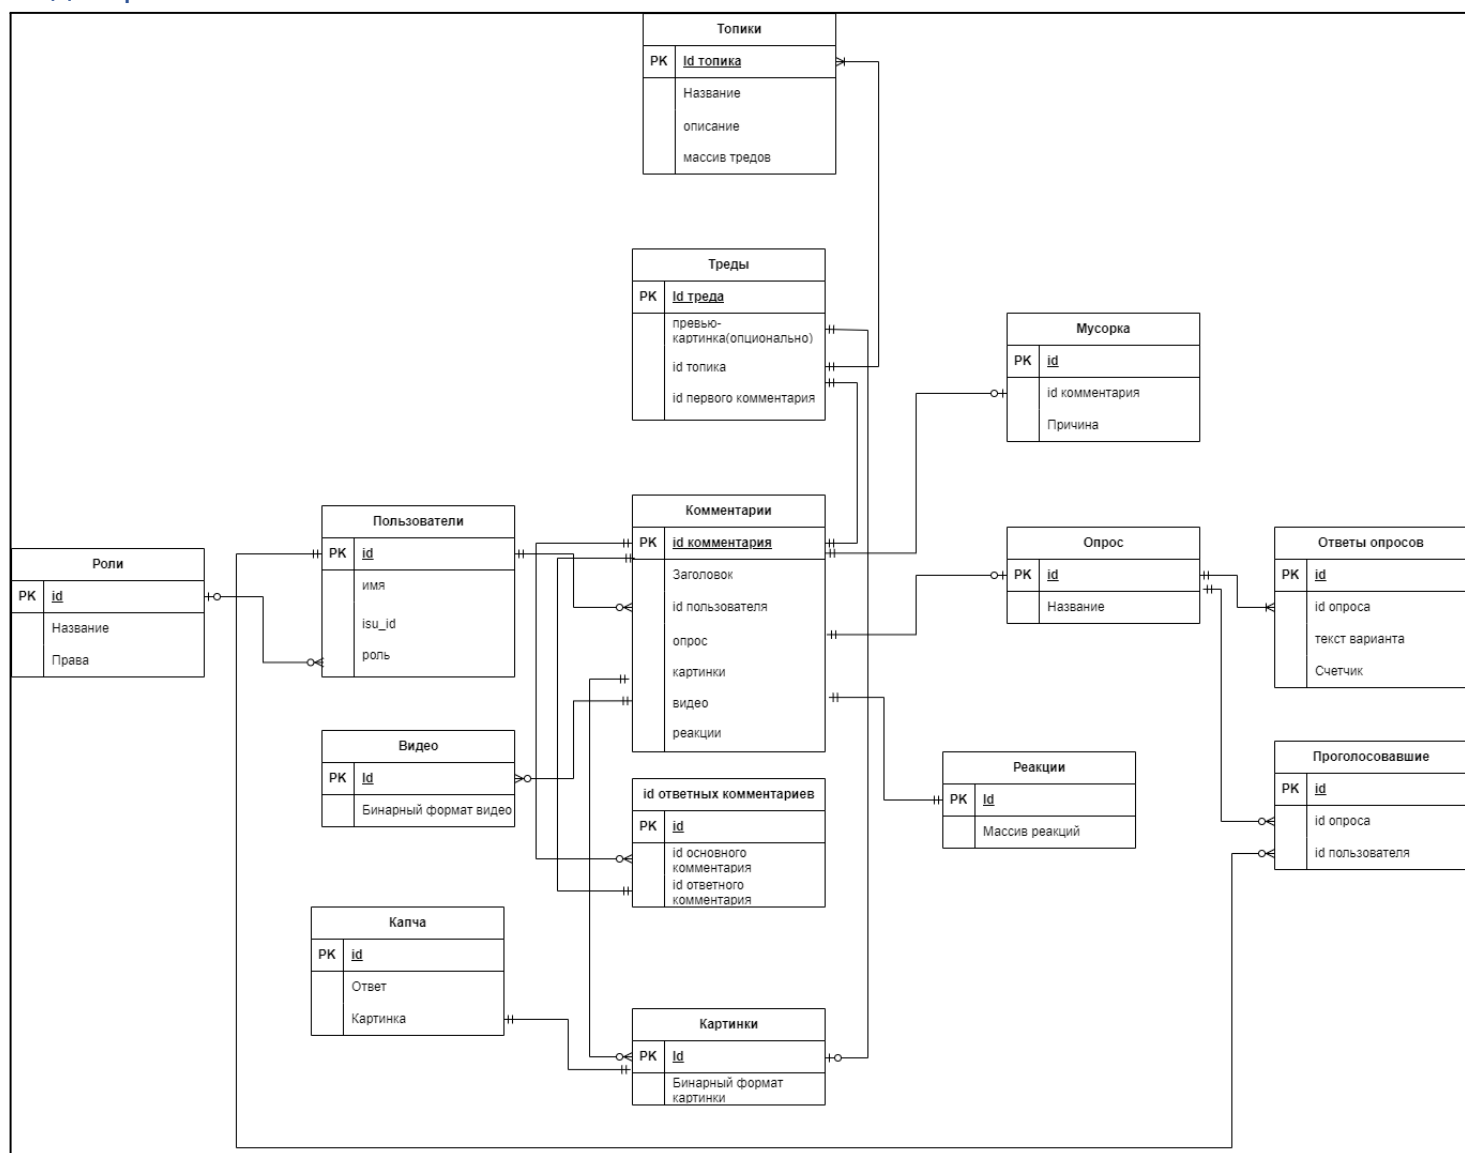 Топики
PK Id топика
Название
описание
массив тредов
Треды
PK Id треда
превью-
картинка(опционально)
id топика
id первого комментария
Мусорка
PK id
id комментария
Причина
Комментарии
PK id комментария
Заголовок
id пользователя
опрос
картинки
видео
реакции
Пользователи
PK id
имя
isu_id
роль
Роли
PK id
Название
Права
Опрос
PK id
Название
Ответы опросов
PK id
id опроса
текст варианта
Счетчик
Видео
PK Id
Бинарный формат видео
id ответных комментариев
PK id
id основного
комментария
id ответного
комментария
Реакции
PK Id
Массив реакций
Проголосовавшие
PK id
id опроса
id пользователя
Капча
PK id
Ответ
Картинка
Картинки
PK Id
Бинарный формат
картинки